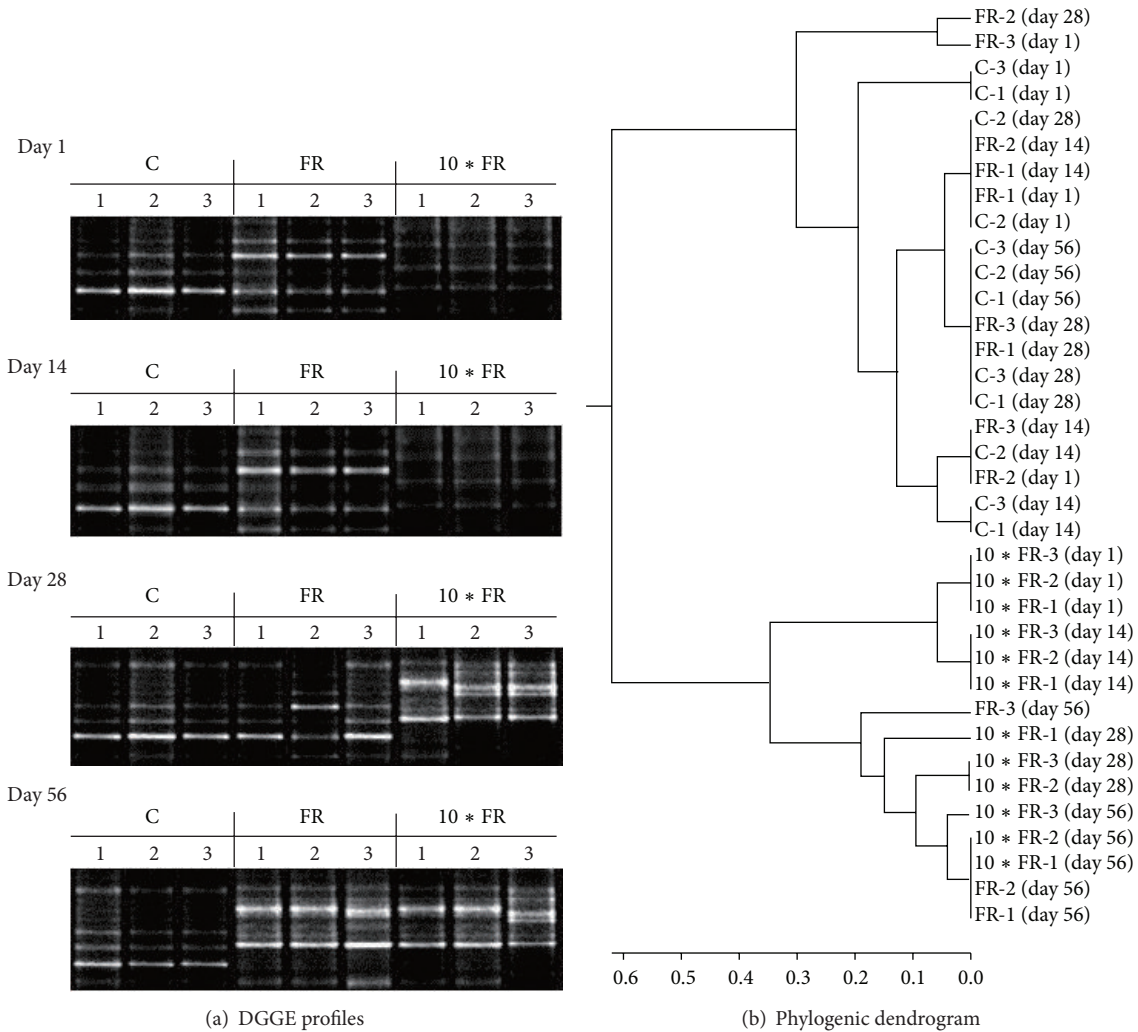 Day 1
C FR 10 ∗ FR
1 2 3 1 2 3 1 2 3
Day 14
C FR 10 ∗ FR
1 2 3 1 2 3 1 2 3
Day 28
C FR 10 ∗ FR
1 2 3 1 2 3 1 2 3
Day 56
C FR 10 ∗ FR
1 2 3 1 2 3 1 2 3
(a) DGGE profiles
FR-2 (day 28)
FR-3 (day 1)
C-3 (day 1)
C-1 (day 1)
C-2 (day 28)
FR-2 (day 14)
FR-1 (day 14)
FR-1 (day 1)
C-2 (day 1)
C-3 (day 56)
C-2 (day 56)
C-1 (day 56)
FR-3 (day 28)
FR-1 (day 28)
C-3 (day 28)
C-1 (day 28)
FR-3 (day 14)
C-2 (day 14)
FR-2 (day 1)
C-3 (day 14)
C-1 (day 14)
10 ∗ FR-3 (day 1)
10 ∗ FR-2 (day 1)
10 ∗ FR-1 (day 1)
10 ∗ FR-3 (day 14)
10 ∗ FR-2 (day 14)
10 ∗ FR-1 (day 14)
FR-3 (day 56)
10 ∗ FR-1 (day 28)
10 ∗ FR-3 (day 28)
10 ∗ FR-2 (day 28)
10 ∗ FR-3 (day 56)
10 ∗ FR-2 (day 56)
10 ∗ FR-1 (day 56)
FR-2 (day 56)
FR-1 (day 56)
0.6 0.5 0.4 0.3 0.2 0.1 0.0
(b) Phylogenic dendrogram